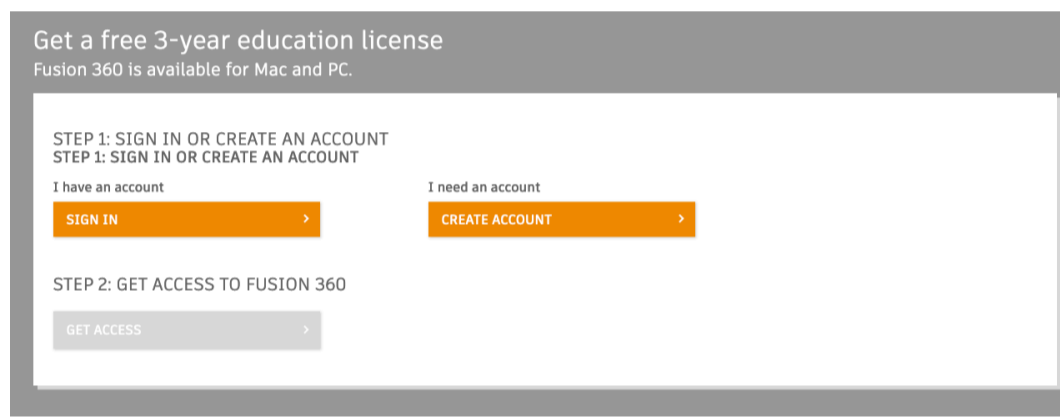 Get a free 3-year education license
Fusion 360 is available for Mac and PC.
STEP 1: SIGN IN OR CREATE AN ACCOUNT
STEP 1: SIGN IN OR CREATE AN ACCOUNT
I have an account
SIGN IN >
I need an account
CREATE ACCOUNT >
STEP 2: GET ACCESS TO FUSION 360
GET ACCESS >